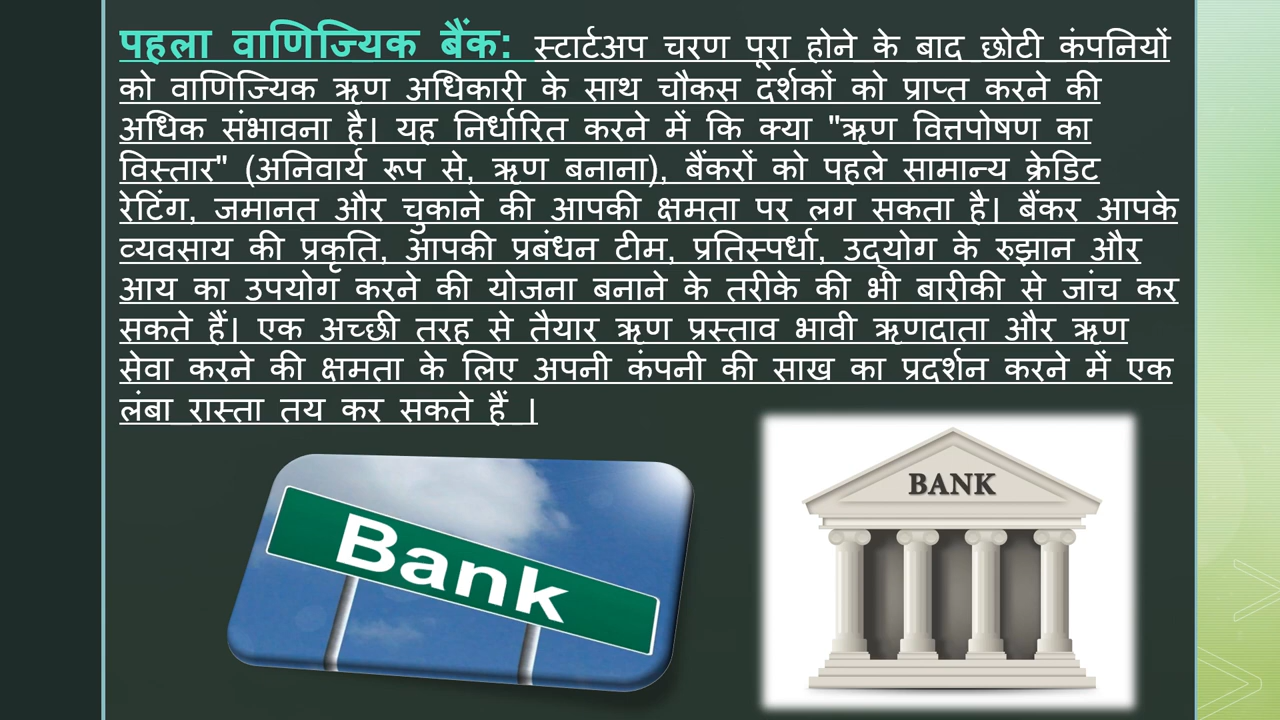 पहला वाणिज्यिक बैंक: स्टार्टअप चरण पूरा होने के बाद छोटी कंपनियों
को वाणिज्यिक ऋण अधिकारी के साथ चौकस दर्शकों को प्राप्त करने की
अधिक संभावना है। यह निर्धारित करने में कि क्या "ऋण वित्तपोषण का
विस्तार" (अनिवार्य रूप से, ऋण बनाना), बैंकरों को पहले सामान्य क्रेडिट
रेटिंग, जमानत और चुकाने की आपकी क्षमता पर लग सकता है। बैंकर आपके
व्यवसाय की प्रकृति, आपकी प्रबंधन टीम, प्रतिस्पर्धा, उद्योग के रुझान और
आय का उपयोग करने की योजना बनाने के तरीके की भी बारीकी से जांच कर
सकते हैं। एक अच्छी तरह से तैयार ऋण प्रस्ताव भावी ऋणदाता और ऋण
सेवा करने की क्षमता के लिए अपनी कंपनी की साख का प्रदर्शन करने में एक
लंबा रास्ता तय कर सकते हैं ।
Bank
BANK